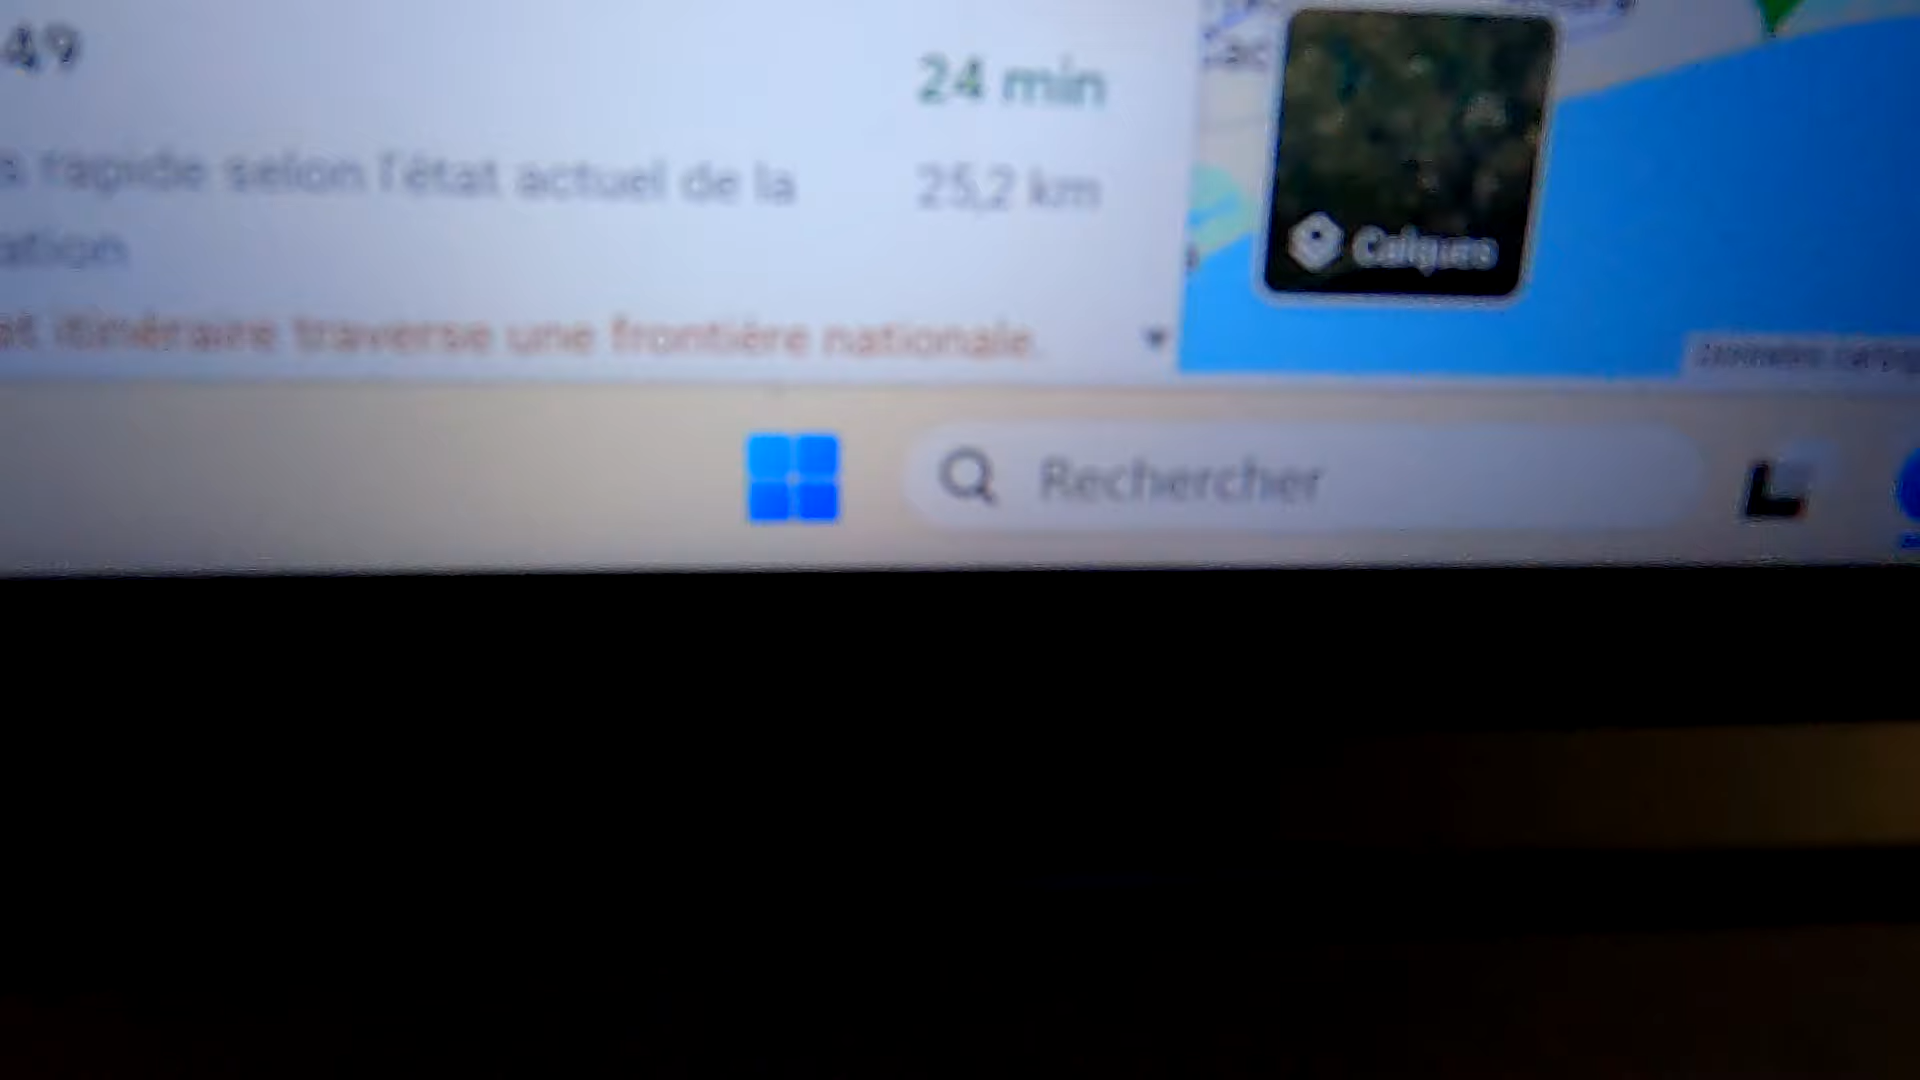 49
24 min
rapide selon l'état actuel de la
25,2 km
itinéraire traverse une frontière nationale.
Calques
Rechercher